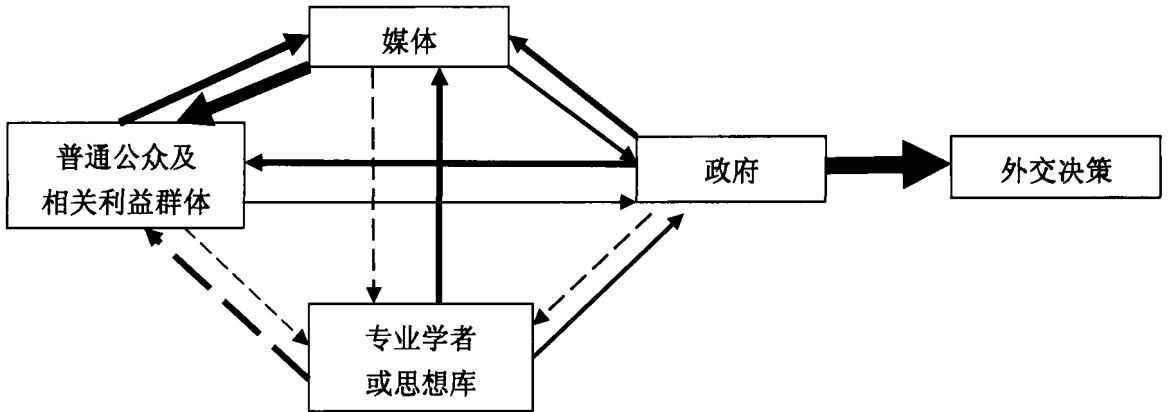 媒体
普通公众及
相关利益群体
政府
外交决策
专业学者
或思想库